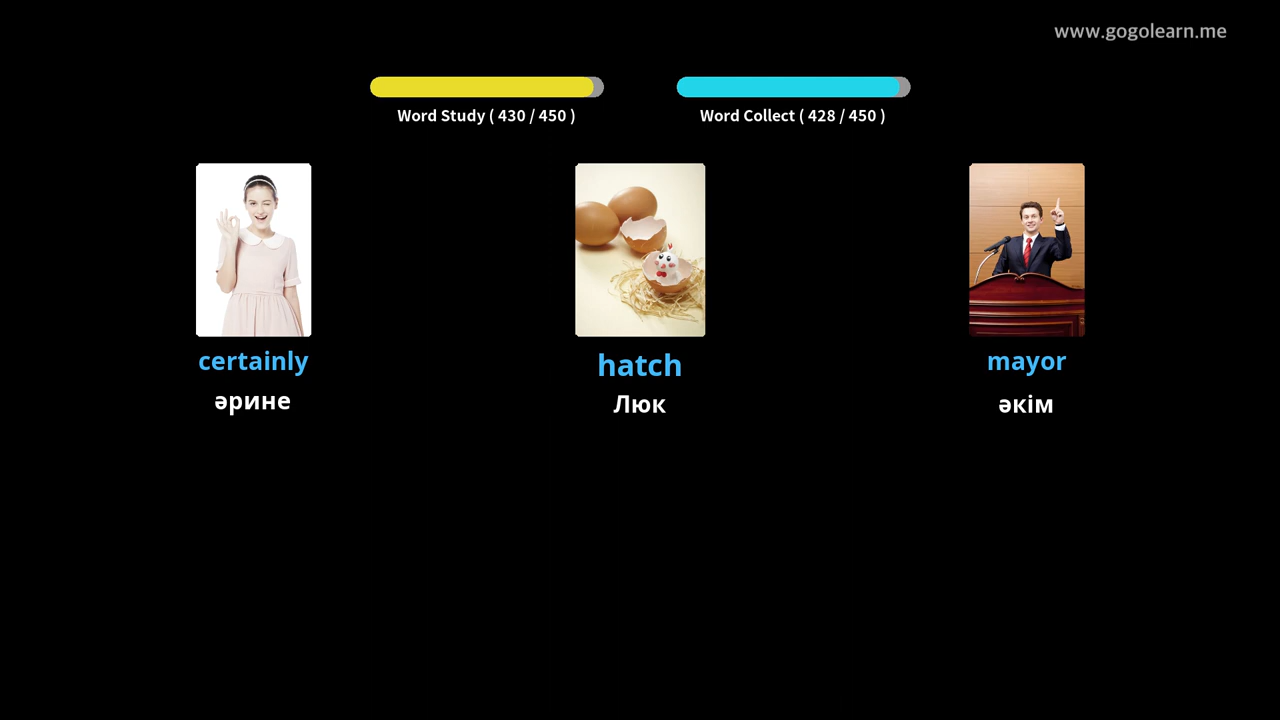 www.gogolearn.me
Word Study ( 430 / 450 )
Word Collect ( 428 / 450 )
certainly
hatch
mayor
әрине
Люк
әкім